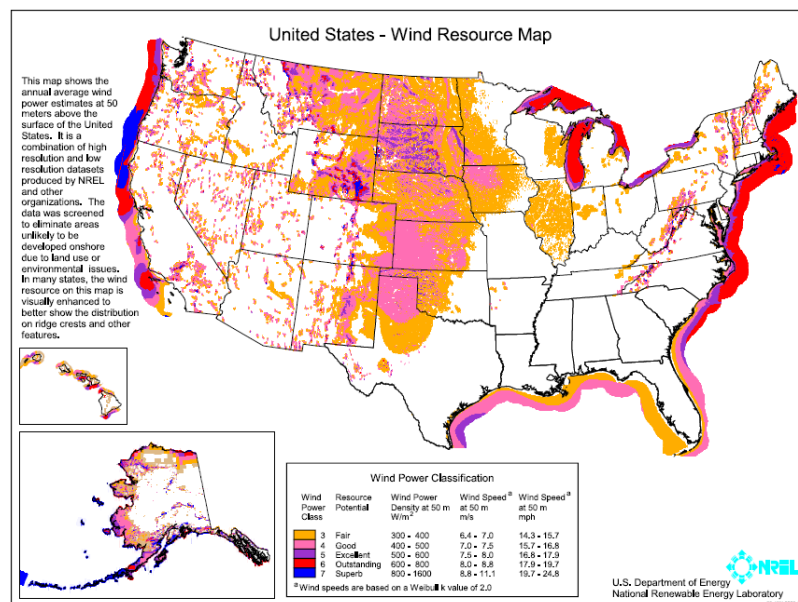 United States - Wind Resource Map
This map shows the
annual average wind
power estimates at 50
meters above the
surface of the United
States. It is a
combination of high
resolution and low
resolution datasets
produced by NREL
and other
organizations. The
data was screened
to eliminate areas
unlikely to be
developed onshore
due to land use or
environmental issues.
In many states, the wind
resource on this map is
visually enhanced to
better show the distribution
on ridge crests and other
features.
Wind Power Classification
Wind Resource Wind Power Wind Speed a Wind Speed a
Power Potential Density at 50 m at 50 m at 50 m
Class W/m² m/s mph
3 Fair 300 - 400 6.4 - 7.0 14.3 - 15.7
4 Good 400 - 500 7.0 - 7.5 15.7 - 16.8
5 Excellent 500 - 600 7.5 - 8.0 16.8 - 17.9
6 Outstanding 600 - 800 8.0 - 8.8 17.9 - 19.7
7 Superb 800 - 1600 8.8 - 11.1 19.7 - 24.8
a Wind speeds are based on a Weibull k value of 2.0
NREL
U.S. Department of Energy
National Renewable Energy Laboratory